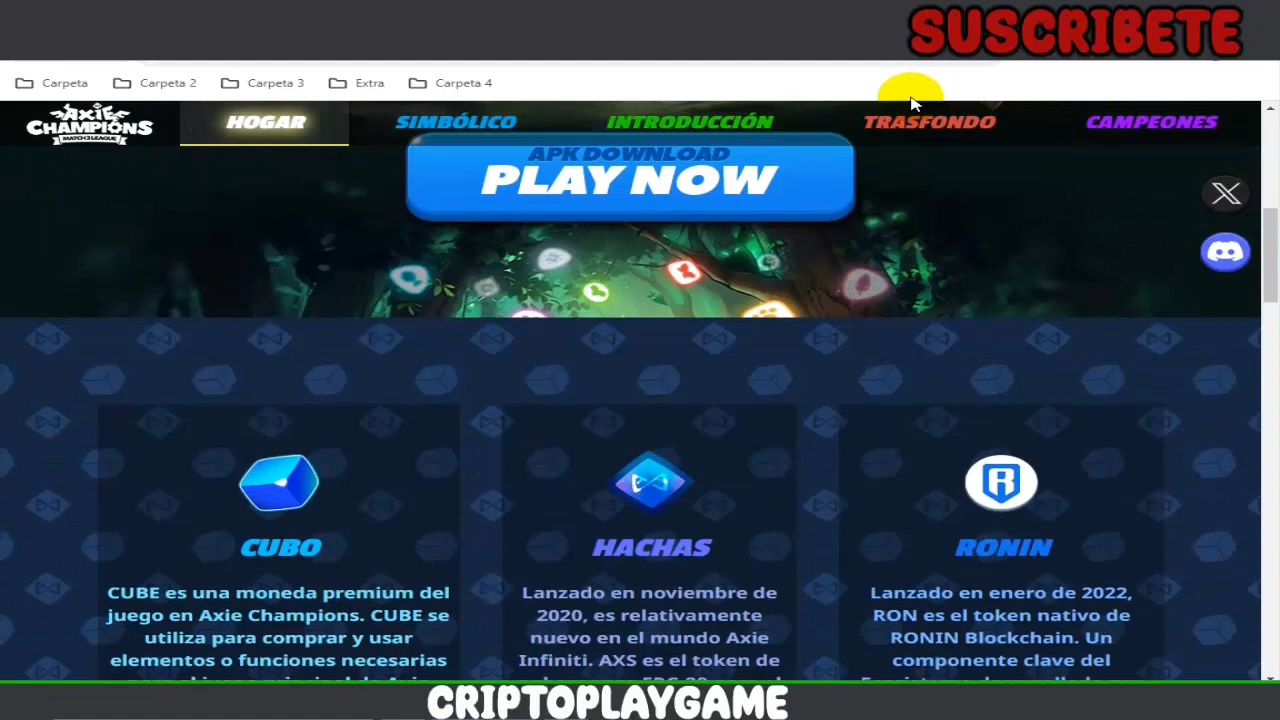 SUSCRIBETE
Carpeta
Carpeta 2
Carpeta 3
Extra
Carpeta 4
AXIE
CHAMPIONS
MATCH 3 LEAGUE
HOGAR
SIMBÓLICO
INTRODUCCIÓN
TRASFONDO
CAMPEONES
APK DOWNLOAD
PLAY NOW
CUBO
CUBE es una moneda premium del
juego en Axie Champions. CUBE se
utiliza para comprar y usar
elementos o funciones necesarias
HACHAS
Lanzado en noviembre de
2020, es relativamente
nuevo en el mundo Axie
Infiniti. AXS es el token de
RONIN
Lanzado en enero de 2022,
RON es el token nativo de
RONIN Blockchain. Un
componente clave del
CRIPTOPLAYGAME